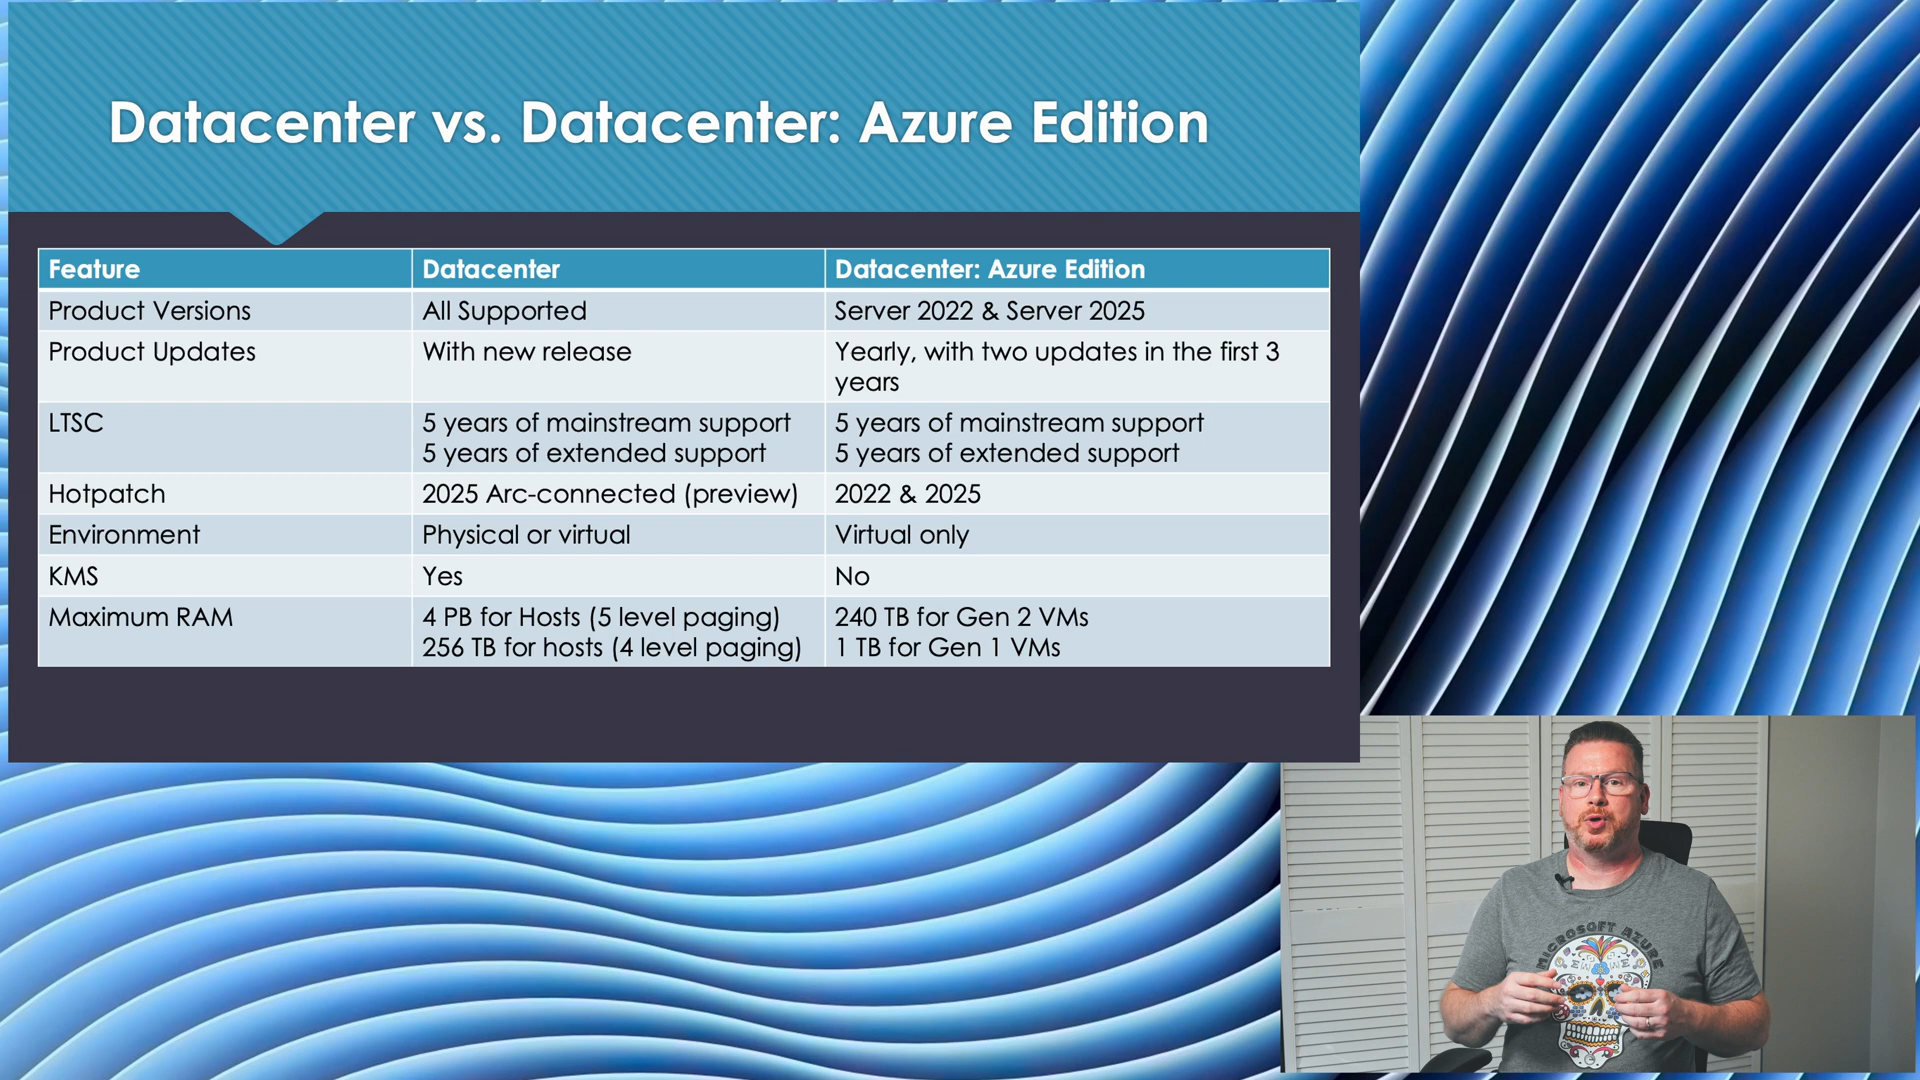 Datacenter vs. Datacenter: Azure Edition
Feature
Datacenter
Datacenter: Azure Edition
Product Versions
All Supported
Server 2022 & Server 2025
Product Updates
With new release
Yearly, with two updates in the first 3
years
LTSC
5 years of mainstream support
5 years of extended support
5 years of mainstream support
5 years of extended support
Hotpatch
2025 Arc-connected (preview)
2022 & 2025
Environment
Physical or virtual
Virtual only
KMS
Yes
No
Maximum RAM
4 PB for Hosts (5 level paging)
256 TB for hosts (4 level paging)
240 TB for Gen 2 VMs
1 TB for Gen 1 VMs
MICROSOFT AZURE